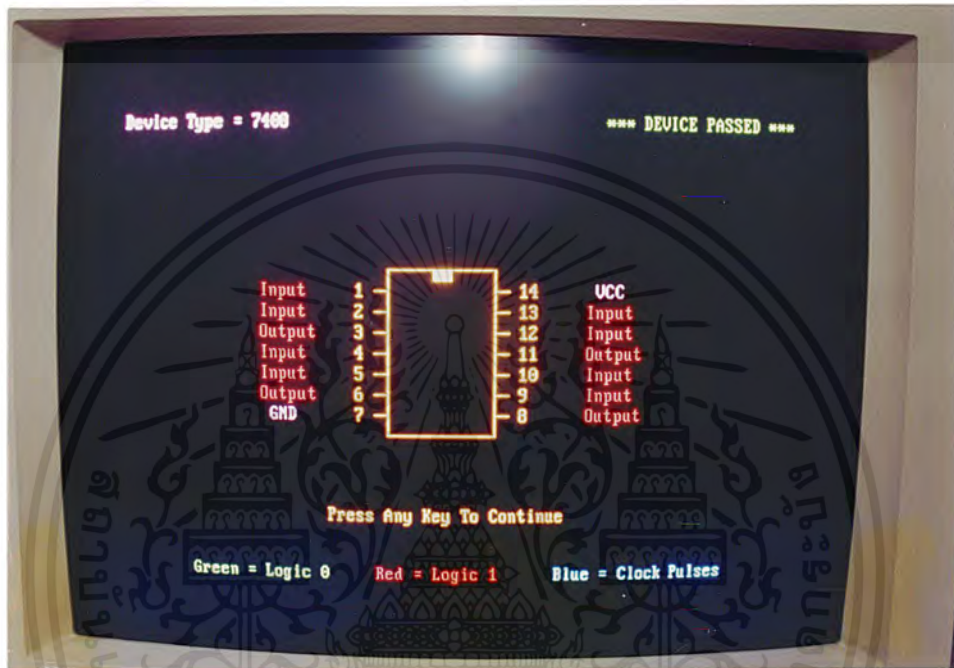 Device Type = 7408
*** DEVICE PASSED ***
Input 1 14 VCC
Input 2 13 Input
Output 3 12 Input
Input 4 11 Output
Input 5 10 Input
Output 6 9 Input
GND 7 8 Output
Press Any Key To Continue
Green = Logic 0 Red = Logic 1 Blue = Clock Pulses